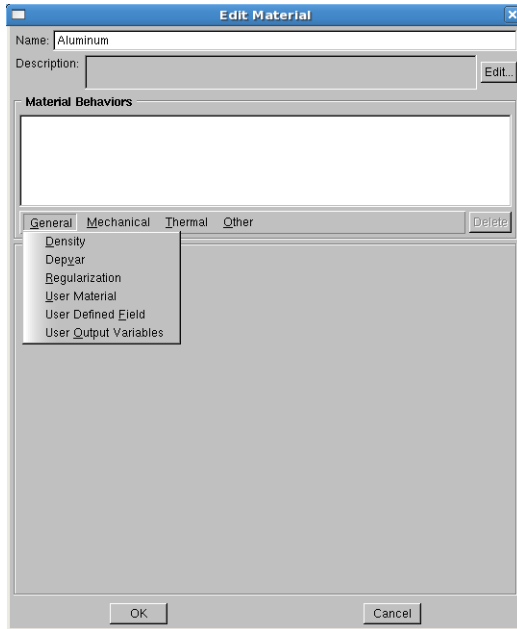 Edit Material
Name: Aluminum
Description:
Edit...
Material Behaviors
General Mechanical Thermal Other Delete
Density
Depvar
Regularization
User Material
User Defined Field
User Output Variables
OK Cancel